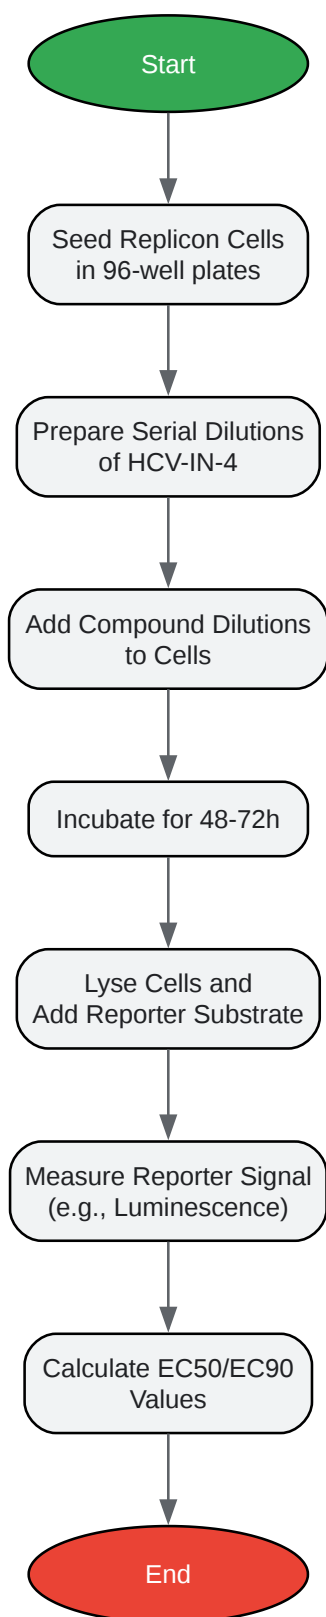 Start
Seed Replicon Cells
in 96-well plates
Prepare Serial Dilutions
of HCV-IN-4
Add Compound Dilutions
to Cells
Incubate for 48-72h
Lyse Cells and
Add Reporter Substrate
Measure Reporter Signal
(e.g., Luminescence)
Calculate EC50/EC90
Values
End